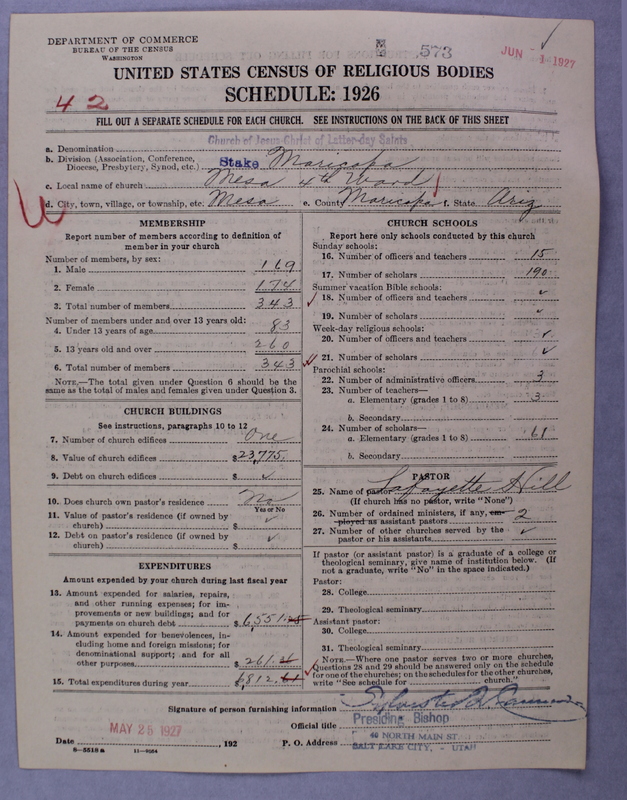 DEPARTMENT OF COMMERCE
BUREAU OF THE CENSUS
WASHINGTON
573
JUN - 1 1927
UNITED STATES CENSUS OF RELIGIOUS BODIES
SCHEDULE: 1926
42
FILL OUT A SEPARATE SCHEDULE FOR EACH CHURCH. SEE INSTRUCTIONS ON THE BACK OF THIS SHEET
a. Denomination Church of Jesus Christ of Latter-day Saints
b. Division (Association, Conference, Diocese, Presbytery, Synod, etc.) Stake Maricopa
c. Local name of church Mesa 4th Ward
d. City, town, village, or township, etc. Mesa e. County Maricopa f. State Ariz
MEMBERSHIP
Report number of members according to definition of
member in your church
Number of members, by sex:
1. Male 169
2. Female 174
3. Total number of members 343
Number of members under and over 13 years old:
4. Under 13 years of age 83
5. 13 years old and over 260
6. Total number of members 343
NOTE.—The total given under Question 6 should be the
same as the total of males and females given under Question 3.
CHURCH BUILDINGS
See instructions, paragraphs 10 to 12
7. Number of church edifices One
8. Value of church edifices $23,775.
9. Debt on church edifices $ ✓
10. Does church own pastor's residence No
Yes or No
11. Value of pastor's residence (if owned by
church) $ ✓
12. Debt on pastor's residence (if owned by
church) $ ✓
EXPENDITURES
Amount expended by your church during last fiscal year
13. Amount expended for salaries, repairs,
and other running expenses; for im-
provements or new buildings; and for
payments on church debt $6,551.
14. Amount expended for benevolences, in-
cluding home and foreign missions; for
denominational support; and for all
other purposes $261.
15. Total expenditures during year 6812.
CHURCH SCHOOLS
Report here only schools conducted by this church
Sunday schools:
16. Number of officers and teachers 15
17. Number of scholars 190
Summer vacation Bible schools:
18. Number of officers and teachers ✓
19. Number of scholars ✓
Week-day religious schools:
20. Number of officers and teachers ✓
21. Number of scholars ✓
Parochial schools:
22. Number of administrative officers 3
23. Number of teachers—
a. Elementary (grades 1 to 8) 3
b. Secondary
24. Number of scholars—
a. Elementary (grades 1 to 8) 61
b. Secondary
PASTOR
25. Name of pastor Lafayette Hill
(If church has no pastor, write "None")
26. Number of ordained ministers, if any, em-
ployed as assistant pastors 2
27. Number of other churches served by the
pastor or his assistants ✓
If pastor (or assistant pastor) is a graduate of a college or
theological seminary, give name of institution below. (If
not a graduate, write "No" in the space indicated.)
Pastor:
28. College
29. Theological seminary
Assistant pastor:
30. College
31. Theological seminary
NOTE.—Where one pastor serves two or more churches,
Questions 28 and 29 should be answered only on the schedule
for one of the churches; on the schedules for the other churches,
write "See schedule for church."
Signature of person furnishing information Sylvester Q. Cannon
Official title Presiding Bishop
MAY 25 1927
Date , 192 P. O. Address 40 NORTH MAIN ST.
SALT LAKE CITY, - UTAH
8—5518 a 11—9054